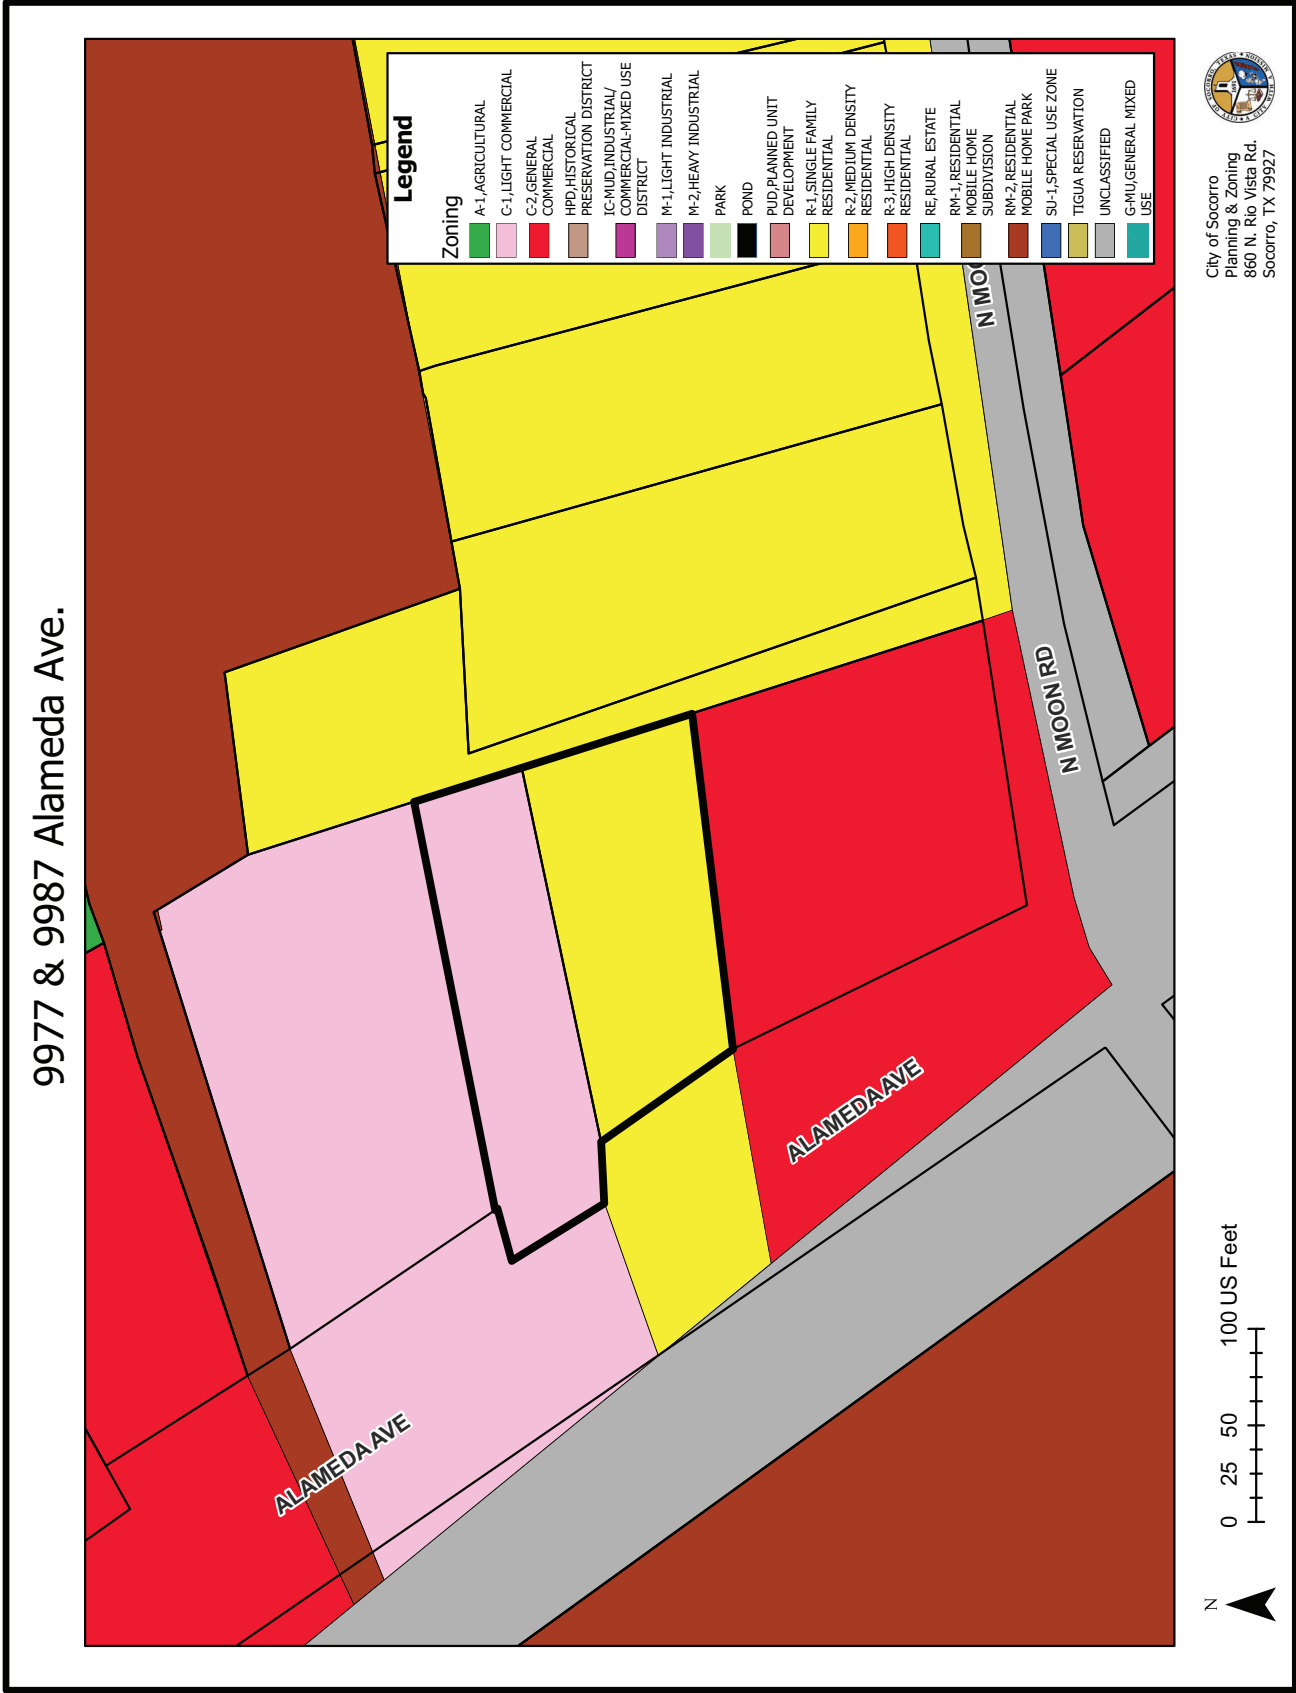 9977 & 9987 Alameda Ave.
Legend
Zoning
A-1,AGRICULTURAL
C-1,LIGHT COMMERCIAL
C-2,GENERAL
COMMERCIAL
HPD,HISTORICAL
PRESERVATION DISTRICT
IC-MUD,INDUSTRIAL/
COMMERCIAL-MIXED USE
DISTRICT
M-1,LIGHT INDUSTRIAL
M-2,HEAVY INDUSTRIAL
PARK
POND
PUD,PLANNED UNIT
DEVELOPMENT
R-1,SINGLE FAMILY
RESIDENTIAL
R-2,MEDIUM DENSITY
RESIDENTIAL
R-3,HIGH DENSITY
RESIDENTIAL
RE,RURAL ESTATE
RM-1,RESIDENTIAL
MOBILE HOME
SUBDIVISION
RM-2,RESIDENTIAL
MOBILE HOME PARK
SU-1,SPECIAL USE ZONE
TIGUA RESERVATION
UNCLASSIFIED
G-MU,GENERAL MIXED
USE
ALAMEDA AVE
ALAMEDA AVE
N MOON RD
N MOO
N
0 25 50 100 US Feet
City of Socorro
Planning & Zoning
860 N. Rio Vista Rd.
Socorro, TX 79927